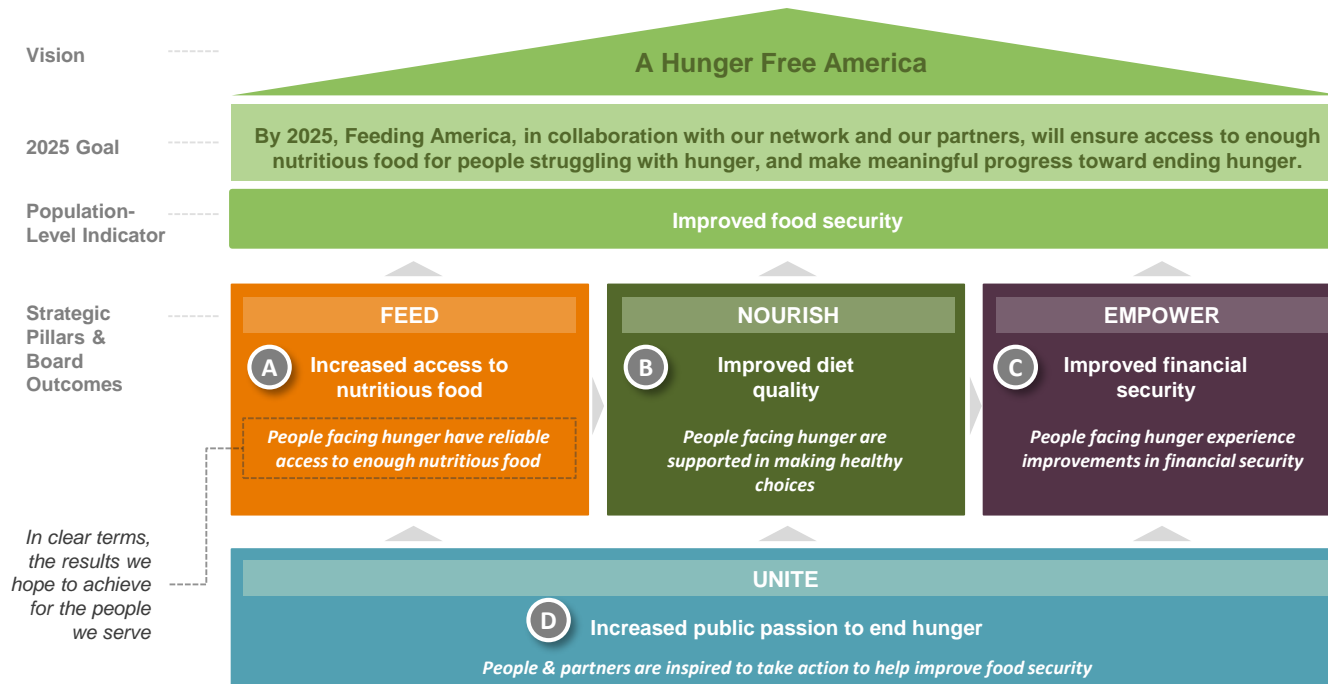 Vision
A Hunger Free America
2025 Goal
By 2025, Feeding America, in collaboration with our network and our partners, will ensure access to enough
nutritious food for people struggling with hunger, and make meaningful progress toward ending hunger.
Population-
Level Indicator
Improved food security
Strategic
Pillars &
Board
Outcomes
FEED
A
Increased access to
nutritious food
People facing hunger have reliable
access to enough nutritious food
NOURISH
B
Improved diet
quality
People facing hunger are
supported in making healthy
choices
EMPOWER
C
Improved financial
security
People facing hunger experience
improvements in financial security
In clear terms,
the results we
hope to achieve
for the people
we serve
UNITE
D
Increased public passion to end hunger
People & partners are inspired to take action to help improve food security